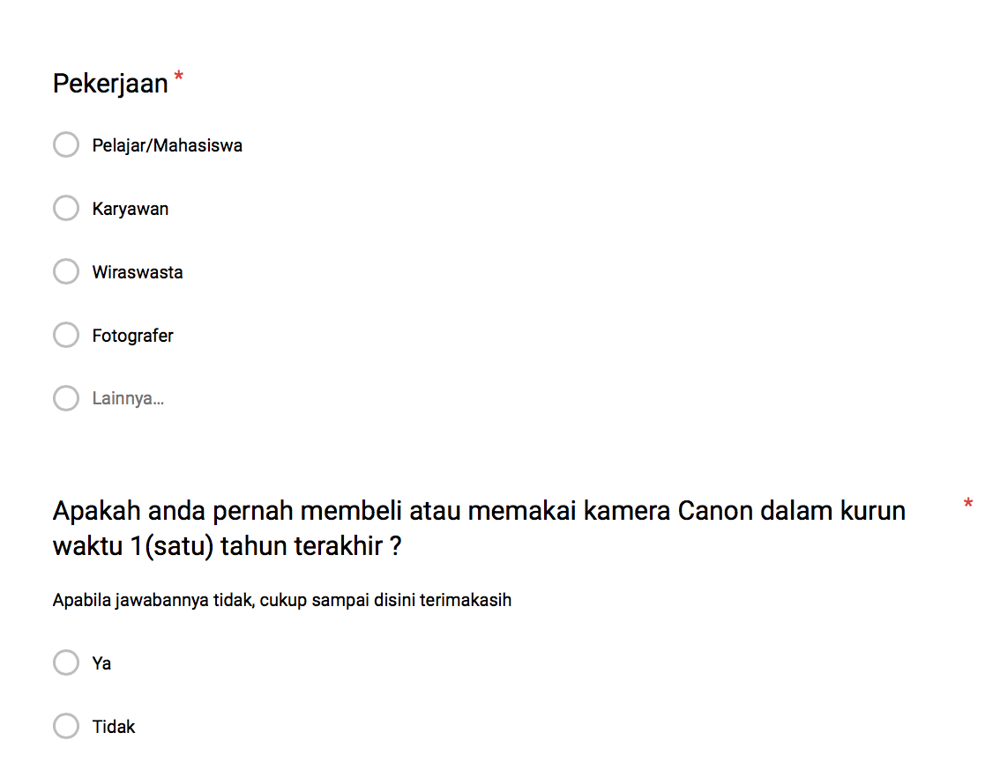 Pekerjaan *
Pelajar/Mahasiswa
Karyawan
Wiraswasta
Fotografer
Lainnya...
Apakah anda pernah membeli atau memakai kamera Canon dalam kurun *
waktu 1(satu) tahun terakhir ?
Apabila jawabannya tidak, cukup sampai disini terimakasih
Ya
Tidak